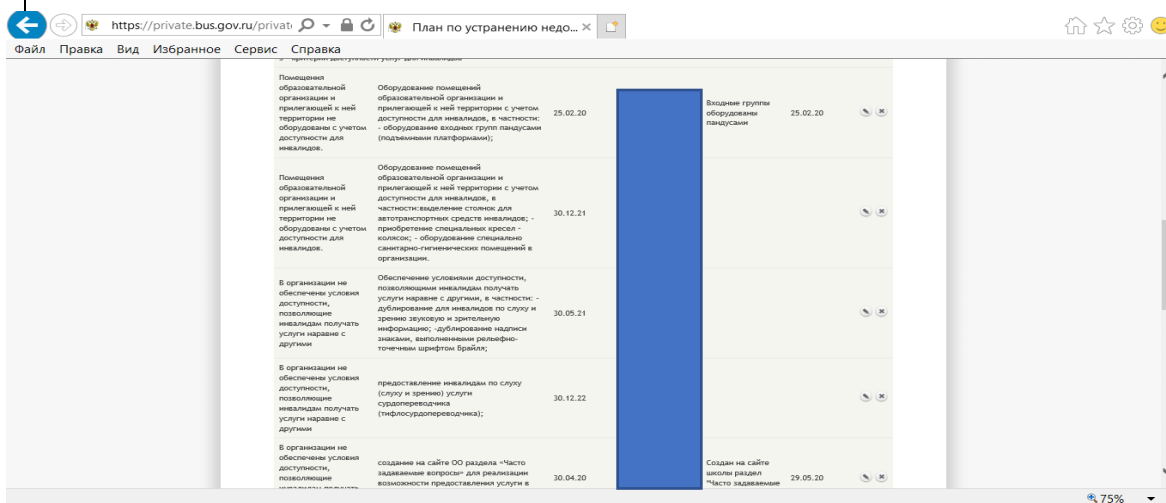 https://private.bus.gov.ru/privat
План по устранению недо...
Файл Правка Вид Избранное Сервис Справка
Помещения
образовательной
организации и
прилегающей к ней
территории не
оборудованы с учетом
доступности для
инвалидов.
Оборудование помещений
образовательной организации и
прилегающей к ней территории с учетом
доступности для инвалидов, в частности:
- оборудование входных групп пандусами
(подъемными платформами);
25.02.20
Входные группы
оборудованы
пандусами
25.02.20
Помещения
образовательной
организации и
прилегающей к ней
территории не
оборудованы с учетом
доступности для
инвалидов.
Оборудование помещений
образовательной организации и
прилегающей к ней территории с учетом
доступности для инвалидов, в
частности:выделение стоянок для
автотранспортных средств инвалидов; -
приобретение специальных кресел -
колясок; - оборудование специально
санитарно-гигиенических помещений в
организации.
30.12.21
В организации не
обеспечены условия
доступности,
позволяющие
инвалидам получать
услуги наравне с
другими
Обеспечение условиями доступности,
позволяющими инвалидам получать
услуги наравне с другими, в частности: -
дублирование для инвалидов по слуху и
зрению звуковую и зрительную
информацию; -дублирование надписи
знаками, выполненными рельефно-
точечным шрифтом Брайля;
30.05.21
В организации не
обеспечены условия
доступности,
позволяющие
инвалидам получать
услуги наравне с
другими
предоставление инвалидам по слуху
(слуху и зрению) услуги
сурдопереводчика
(тифлосурдопереводчика);
30.12.22
В организации не
обеспечены условия
доступности,
позволяющие
инвалидам получать
создание на сайте ОО раздела «Часто
задаваемые вопросы» для реализации
возможности предоставления услуги в
30.04.20
Создан на сайте
школы раздел
"Часто задаваемые
29.05.20
75%